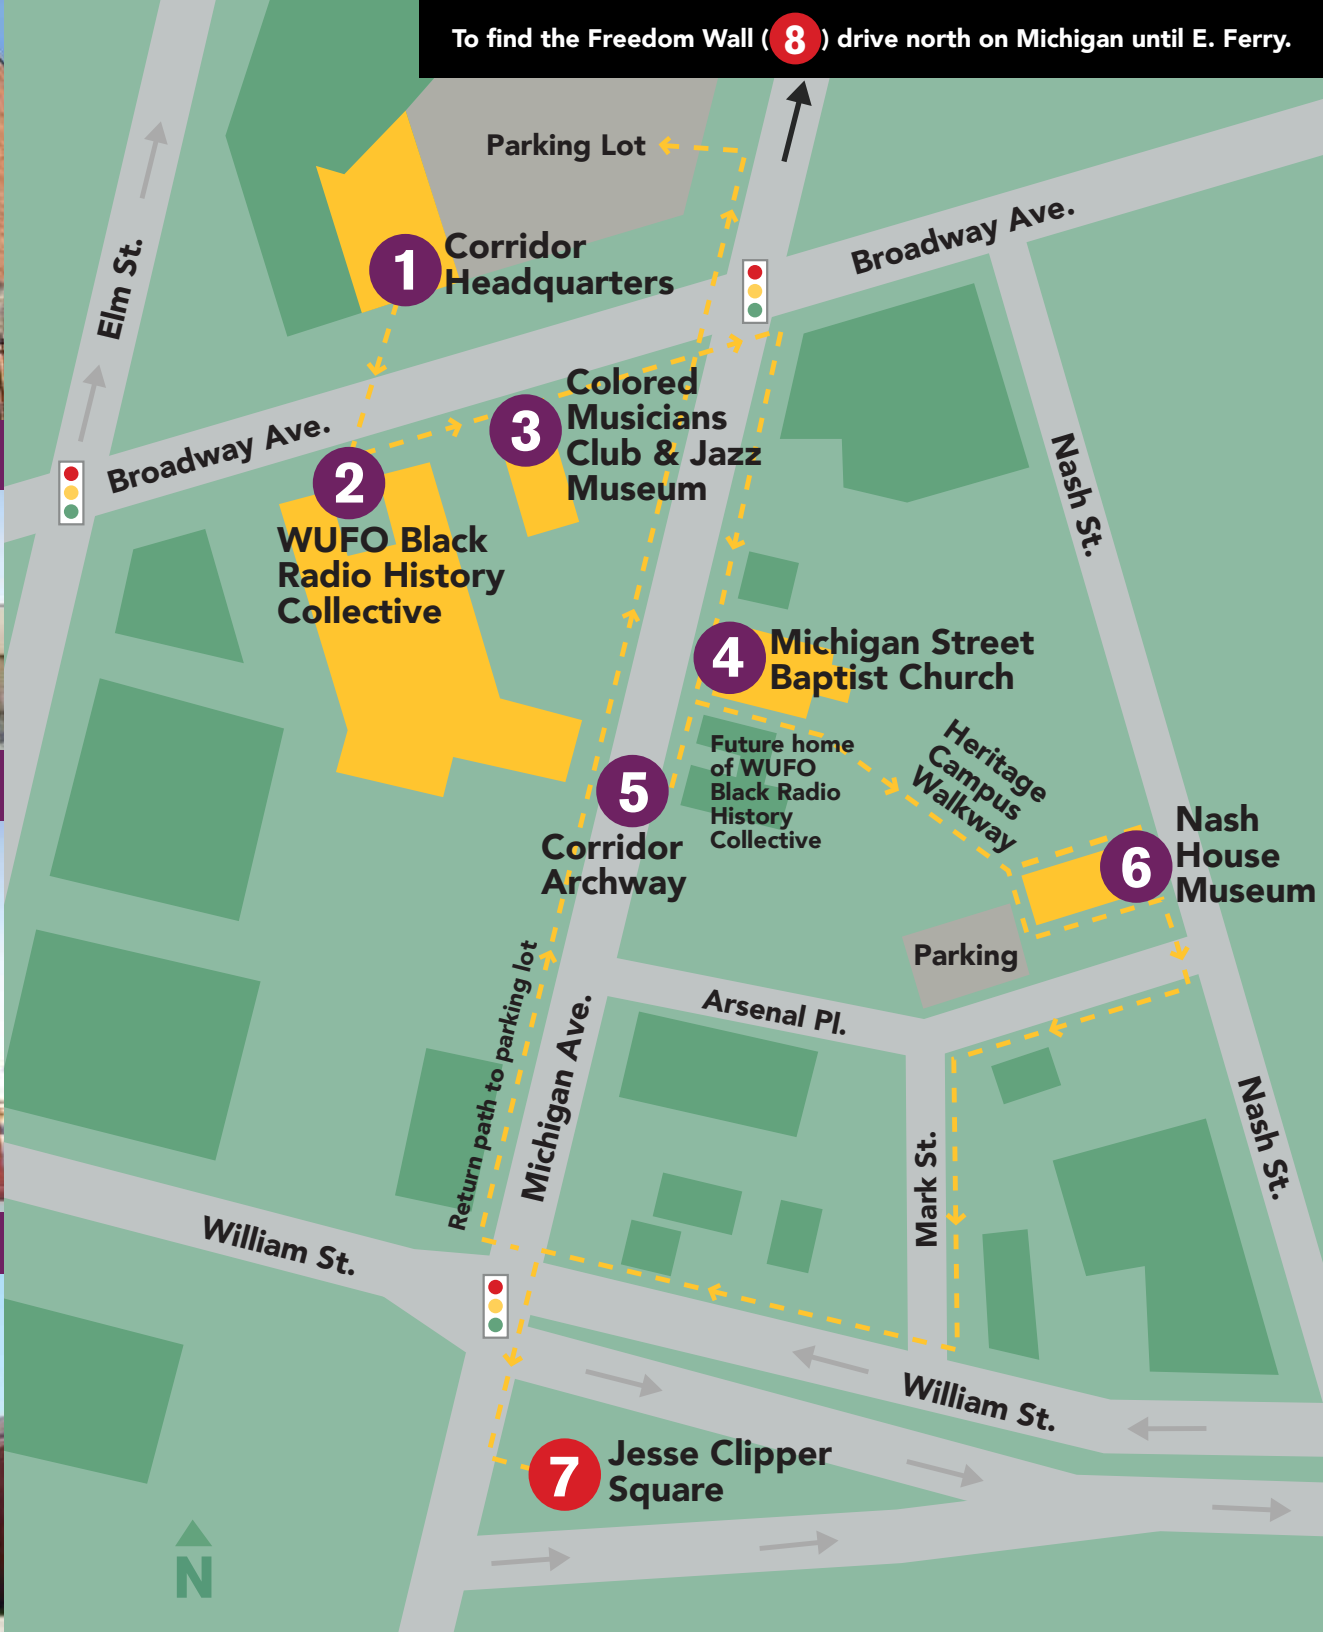 To find the Freedom Wall (8) drive north on Michigan until E. Ferry.
Parking Lot
Broadway Ave.
1
Corridor
Headquarters
Elm St.
3
Colored
Musicians
Club & Jazz
Museum
Broadway Ave.
2
WUFO Black
Radio History
Collective
Nash St.
4
Michigan Street
Baptist Church
Future home
of WUFO
Black Radio
History
Collective
Heritage
Campus
Walkway
5
Corridor
Archway
6
Nash
House
Museum
Parking
Return path to parking lot
Michigan Ave.
Arsenal Pl.
Mark St.
Nash St.
William St.
William St.
7
Jesse Clipper
Square
N